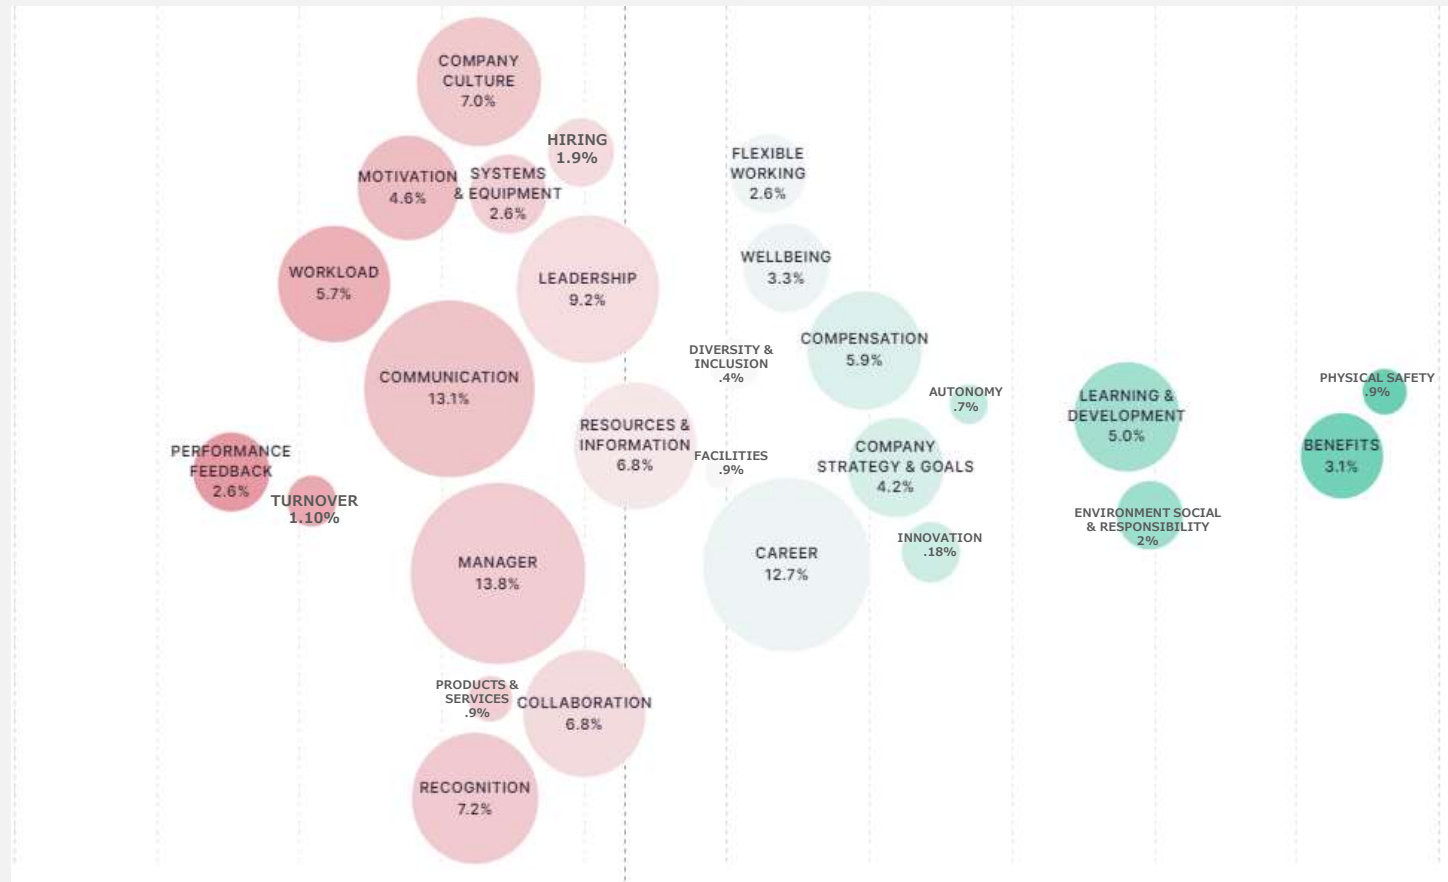 COMPANY
CULTURE
7.0%
HIRING
1.9%
MOTIVATION
4.6%
SYSTEMS
& EQUIPMENT
2.6%
FLEXIBLE
WORKING
2.6%
WORKLOAD
5.7%
LEADERSHIP
9.2%
WELLBEING
3.3%
COMMUNICATION
13.1%
DIVERSITY &
INCLUSION
.4%
COMPENSATION
5.9%
AUTONOMY
.7%
LEARNING &
DEVELOPMENT
5.0%
PHYSICAL SAFETY
.9%
PERFORMANCE
FEEDBACK
2.6%
TURNOVER
1.10%
RESOURCES &
INFORMATION
6.8%
FACILITIES
.9%
COMPANY
STRATEGY & GOALS
4.2%
BENEFITS
3.1%
MANAGER
13.8%
CAREER
12.7%
INNOVATION
.18%
ENVIRONMENT SOCIAL
& RESPONSIBILITY
2%
PRODUCTS &
SERVICES
.9%
COLLABORATION
6.8%
RECOGNITION
7.2%